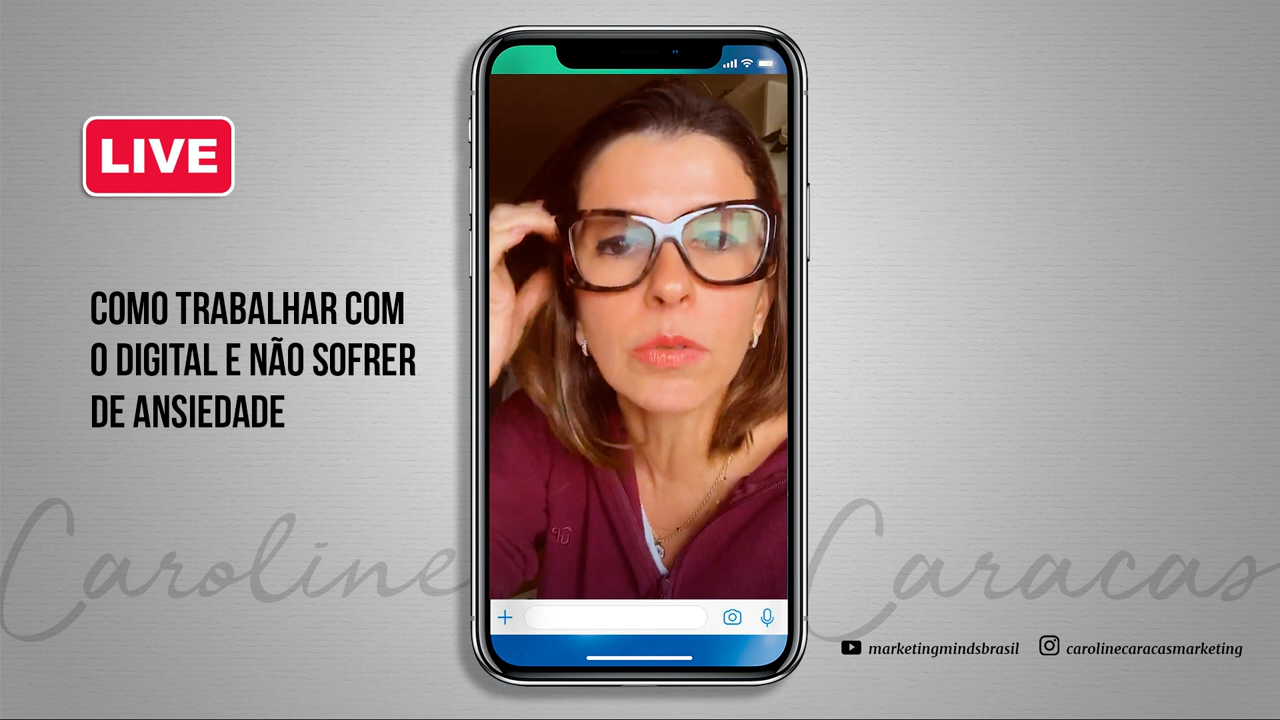 LIVE
COMO TRABALHAR COM
O DIGITAL E NÃO SOFRER
DE ANSIEDADE
Caroline Caracas
marketingmindsbrasil carolinecaracasmarketing